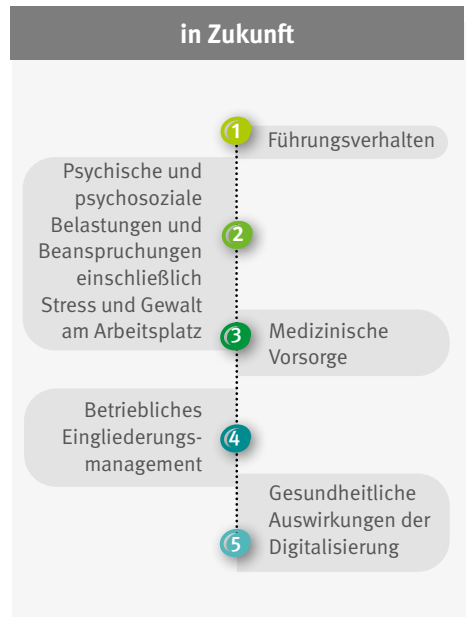 in Zukunft
1
Führungsverhalten
Psychische und
psychosoziale
Belastungen und
Beanspruchungen
einschließlich
Stress und Gewalt
am Arbeitsplatz
2
3
Medizinische
Vorsorge
Betriebliches
Eingliederungs-
management
4
Gesundheitliche
Auswirkungen der
Digitalisierung
5